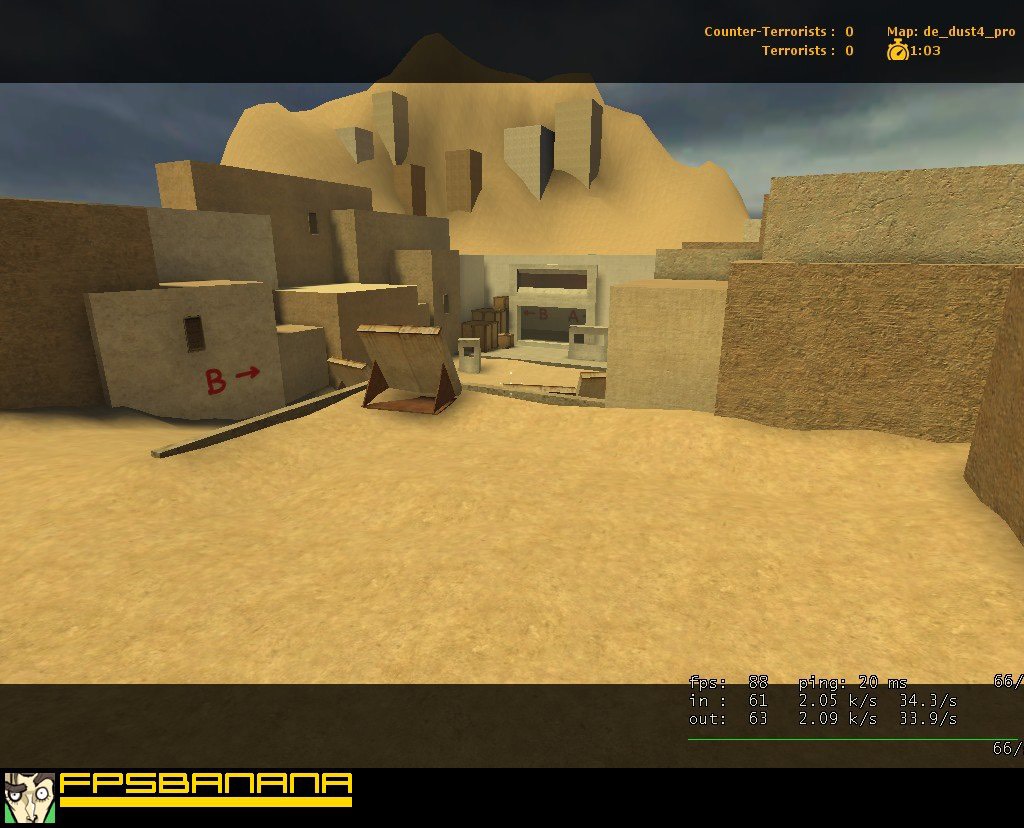 Counter-Terrorists : 0 Map: de_dust4_pro
Terrorists : 0 1:03
← B A
B →
fps: 88 ping: 20 ms 66/
in : 61 2.05 k/s 34.3/s
out: 63 2.09 k/s 33.9/s
66/
FPSBANANA